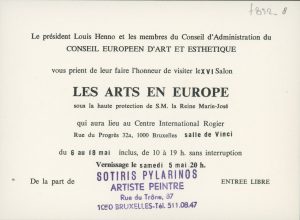 Le président Louis Henno et les membres du Conseil d'Administration du
CONSEIL EUROPEEN D'ART ET ESTHETIQUE
vous prient de leur faire l'honneur de visiter le XVI Salon
LES ARTS EN EUROPE
sous la haute protection de S.M. la Reine Marie-José
qui aura lieu au Centre International Rogier
Rue du Progrès 32a, 1000 Bruxelles salle de Vinci
du 6 au 18 mai inclus, de 10 à 19 h. sans interruption
Vernissage le samedi 5 mai.20 h.
De la part de SOTIRIS PYLARINOS ENTREE LIBRE
ARTISTE PEINTRE
Rue du Trône, 87
1050 BRUXELLES-Tél. 511.08.47